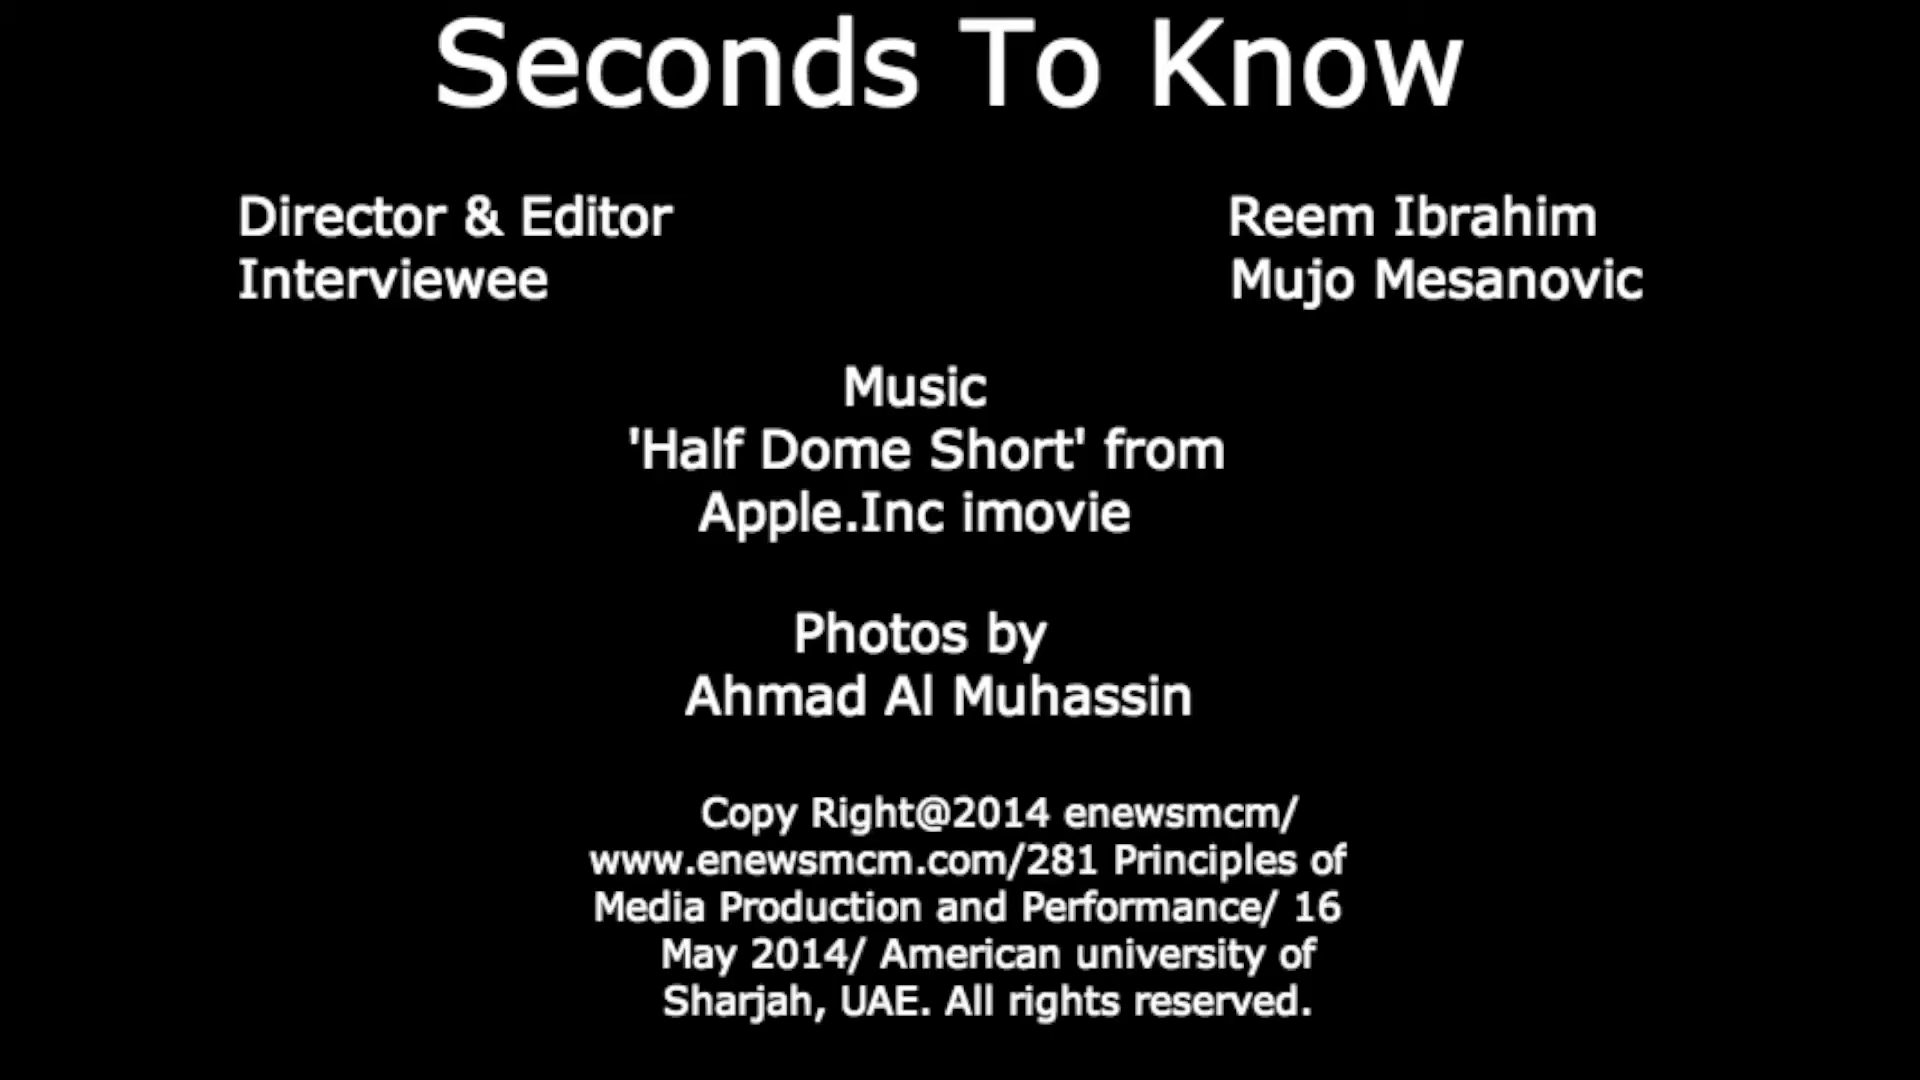 Seconds To Know
Director & Editor Reem Ibrahim
Interviewee Mujo Mesanovic
Music
'Half Dome Short' from
Apple.Inc imovie
Photos by
Ahmad Al Muhassin
Copy Right@2014 enewsmcm/
www.enewsmcm.com/281 Principles of
Media Production and Performance/ 16
May 2014/ American university of
Sharjah, UAE. All rights reserved.